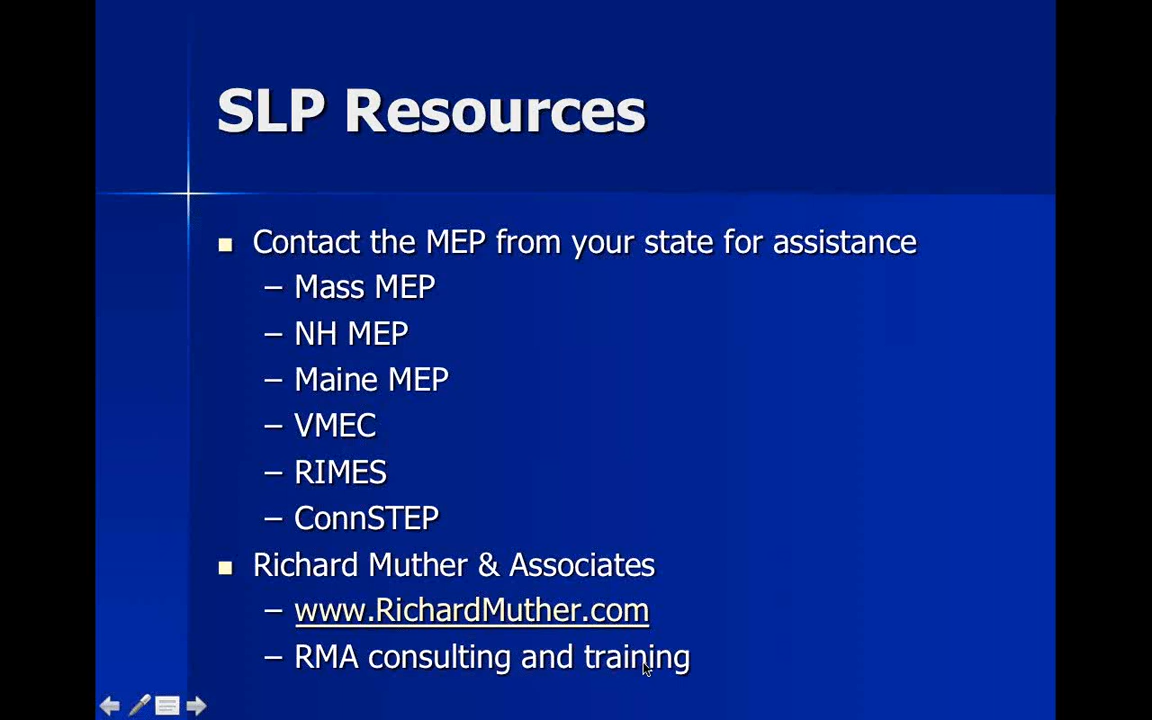 SLP Resources
Contact the MEP from your state for assistance
– Mass MEP
– NH MEP
– Maine MEP
– VMEC
– RIMES
– ConnSTEP
Richard Muther & Associates
– www.RichardMuther.com
– RMA consulting and training